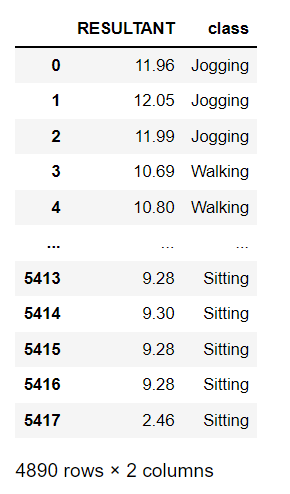 RESULTANT class
0 11.96 Jogging
1 12.05 Jogging
2 11.99 Jogging
3 10.69 Walking
4 10.80 Walking
... ... ...
5413 9.28 Sitting
5414 9.30 Sitting
5415 9.28 Sitting
5416 9.28 Sitting
5417 2.46 Sitting
4890 rows × 2 columns